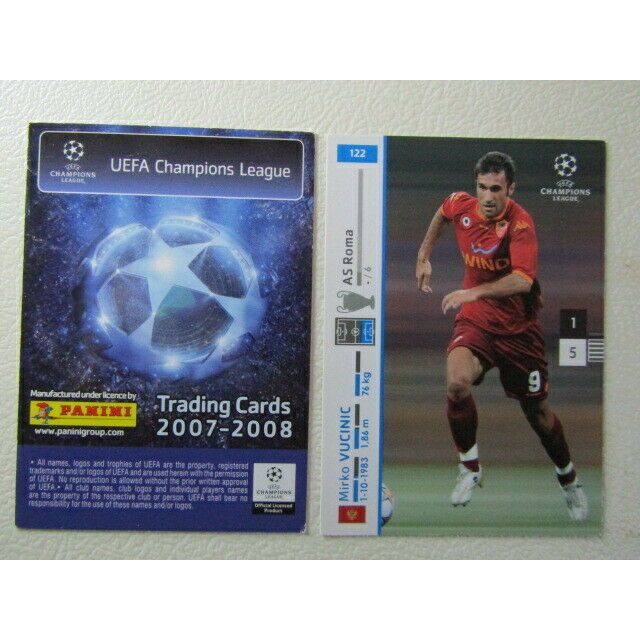 UEFA
CHAMPIONS
LEAGUE
UEFA Champions League
Manufactured under licence by
PANINI
www.paninigroup.com
Trading Cards
2007-2008
• All names, logos and trophies of UEFA are the property, registered
trademarks and/or logos of UEFA and are used herein with the permission
of UEFA. No reproduction is allowed without the prior written approval
of UEFA.• All club names, club logos and individual players names
are the property of the respective club or person. UEFA shall bear no
responsibility for the use of these names and/or logos.
UEFA
CHAMPIONS
LEAGUE
Official Licensed
Product
122
AS Roma
- / 6
Mirko VUCINIC
1-10-1983 1,86 m 76 kg
UEFA
CHAMPIONS
LEAGUE
WIND
9
1
5